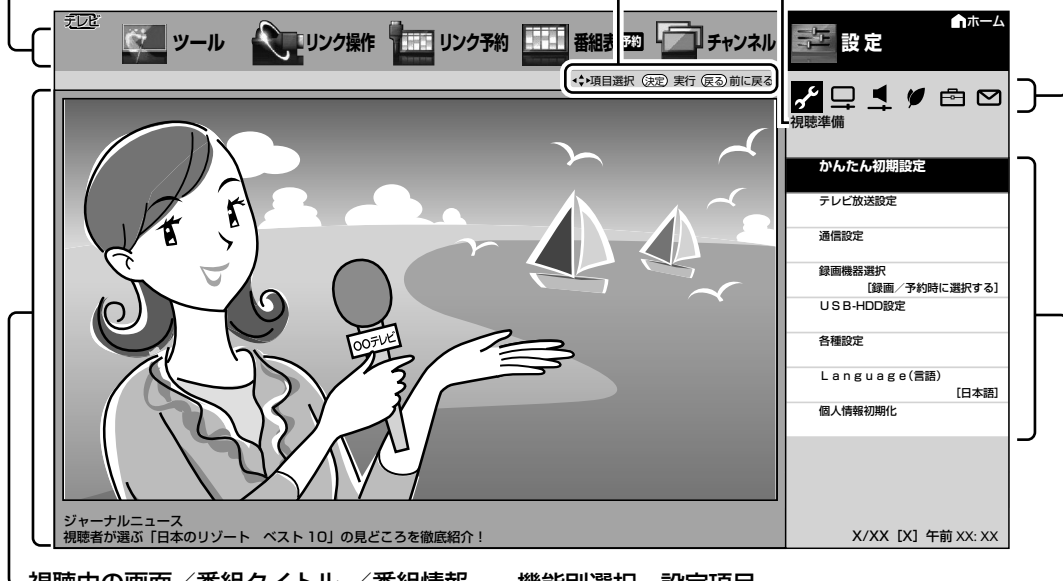 テレビ
ツール
リンク操作
リンク予約
番組表
予約
チャンネル
ホーム
設定
項目選択 決定 実行 戻る 前に戻る
視聴準備
かんたん初期設定
テレビ放送設定
通信設定
録画機器選択
[録画／予約時に選択する]
USB-HDD設定
各種設定
Language(言語)
[日本語]
個人情報初期化
〇〇テレビ
ジャーナルニュース
視聴者が選ぶ「日本のリゾート ベスト10」の見どころを徹底紹介！
X/XX [X] 午前 XX: XX
視聴中の画面／番組タイトル／番組情報
機能別選択 設定項目